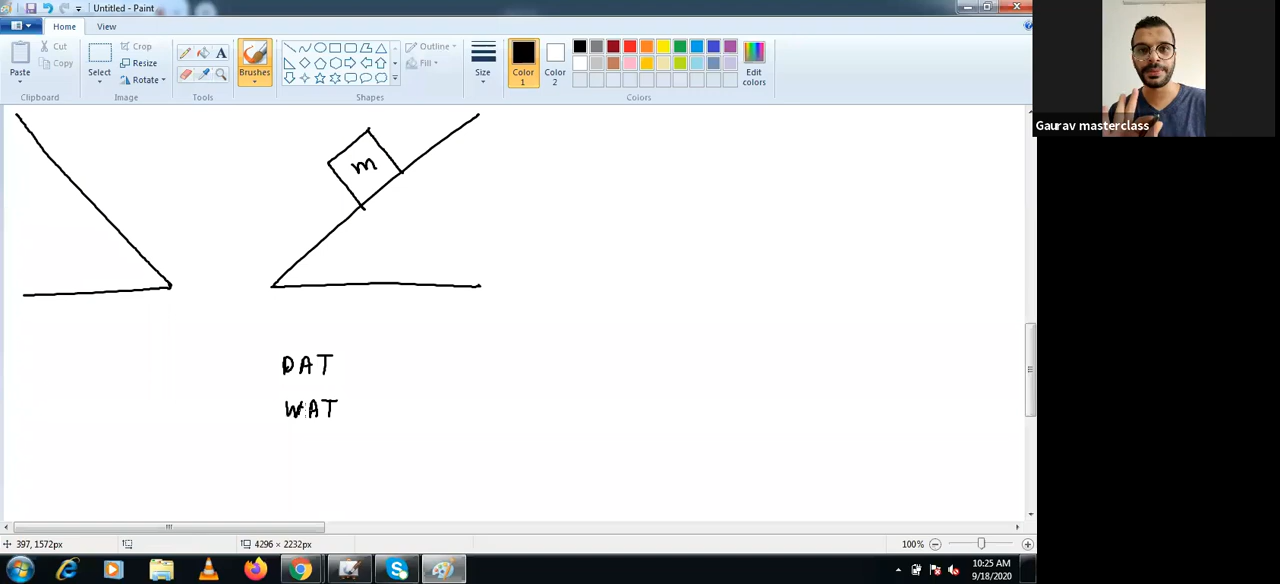 Untitled - Paint
Home
View
Paste
Cut
Copy
Clipboard
Select
Crop
Resize
Rotate
Image
A
Tools
Brushes
Shapes
Outline
Fill
Size
Color 1
Color 2
Edit colors
Colors
Gaurav masterclass
m
DAT
WAT
397, 1572px
4296 × 2232px
100%
10:25 AM
9/18/2020